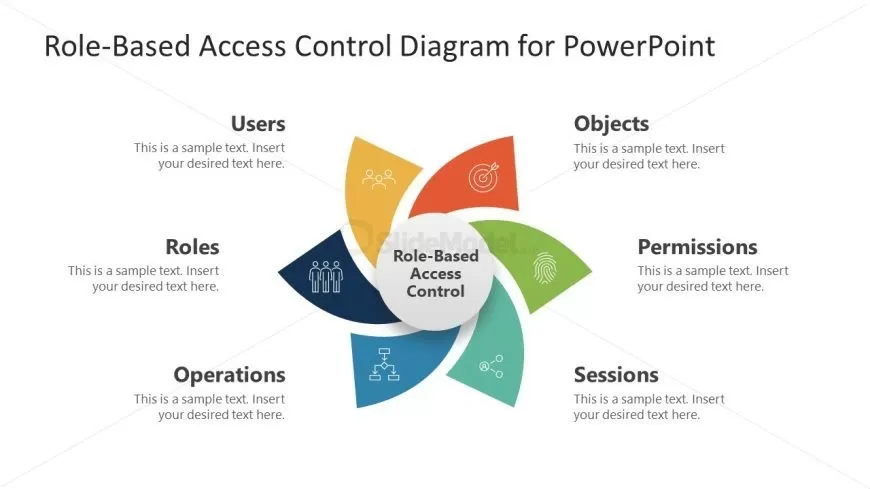 Role-Based Access Control Diagram for PowerPoint
Users
This is a sample text. Insert
your desired text here.
Objects
This is a sample text. Insert
your desired text here.
Roles
This is a sample text. Insert
your desired text here.
SlideModel
Role-Based
Access
Control
Permissions
This is a sample text. Insert
your desired text here.
Operations
This is a sample text. Insert
your desired text here.
Sessions
This is a sample text. Insert
your desired text here.